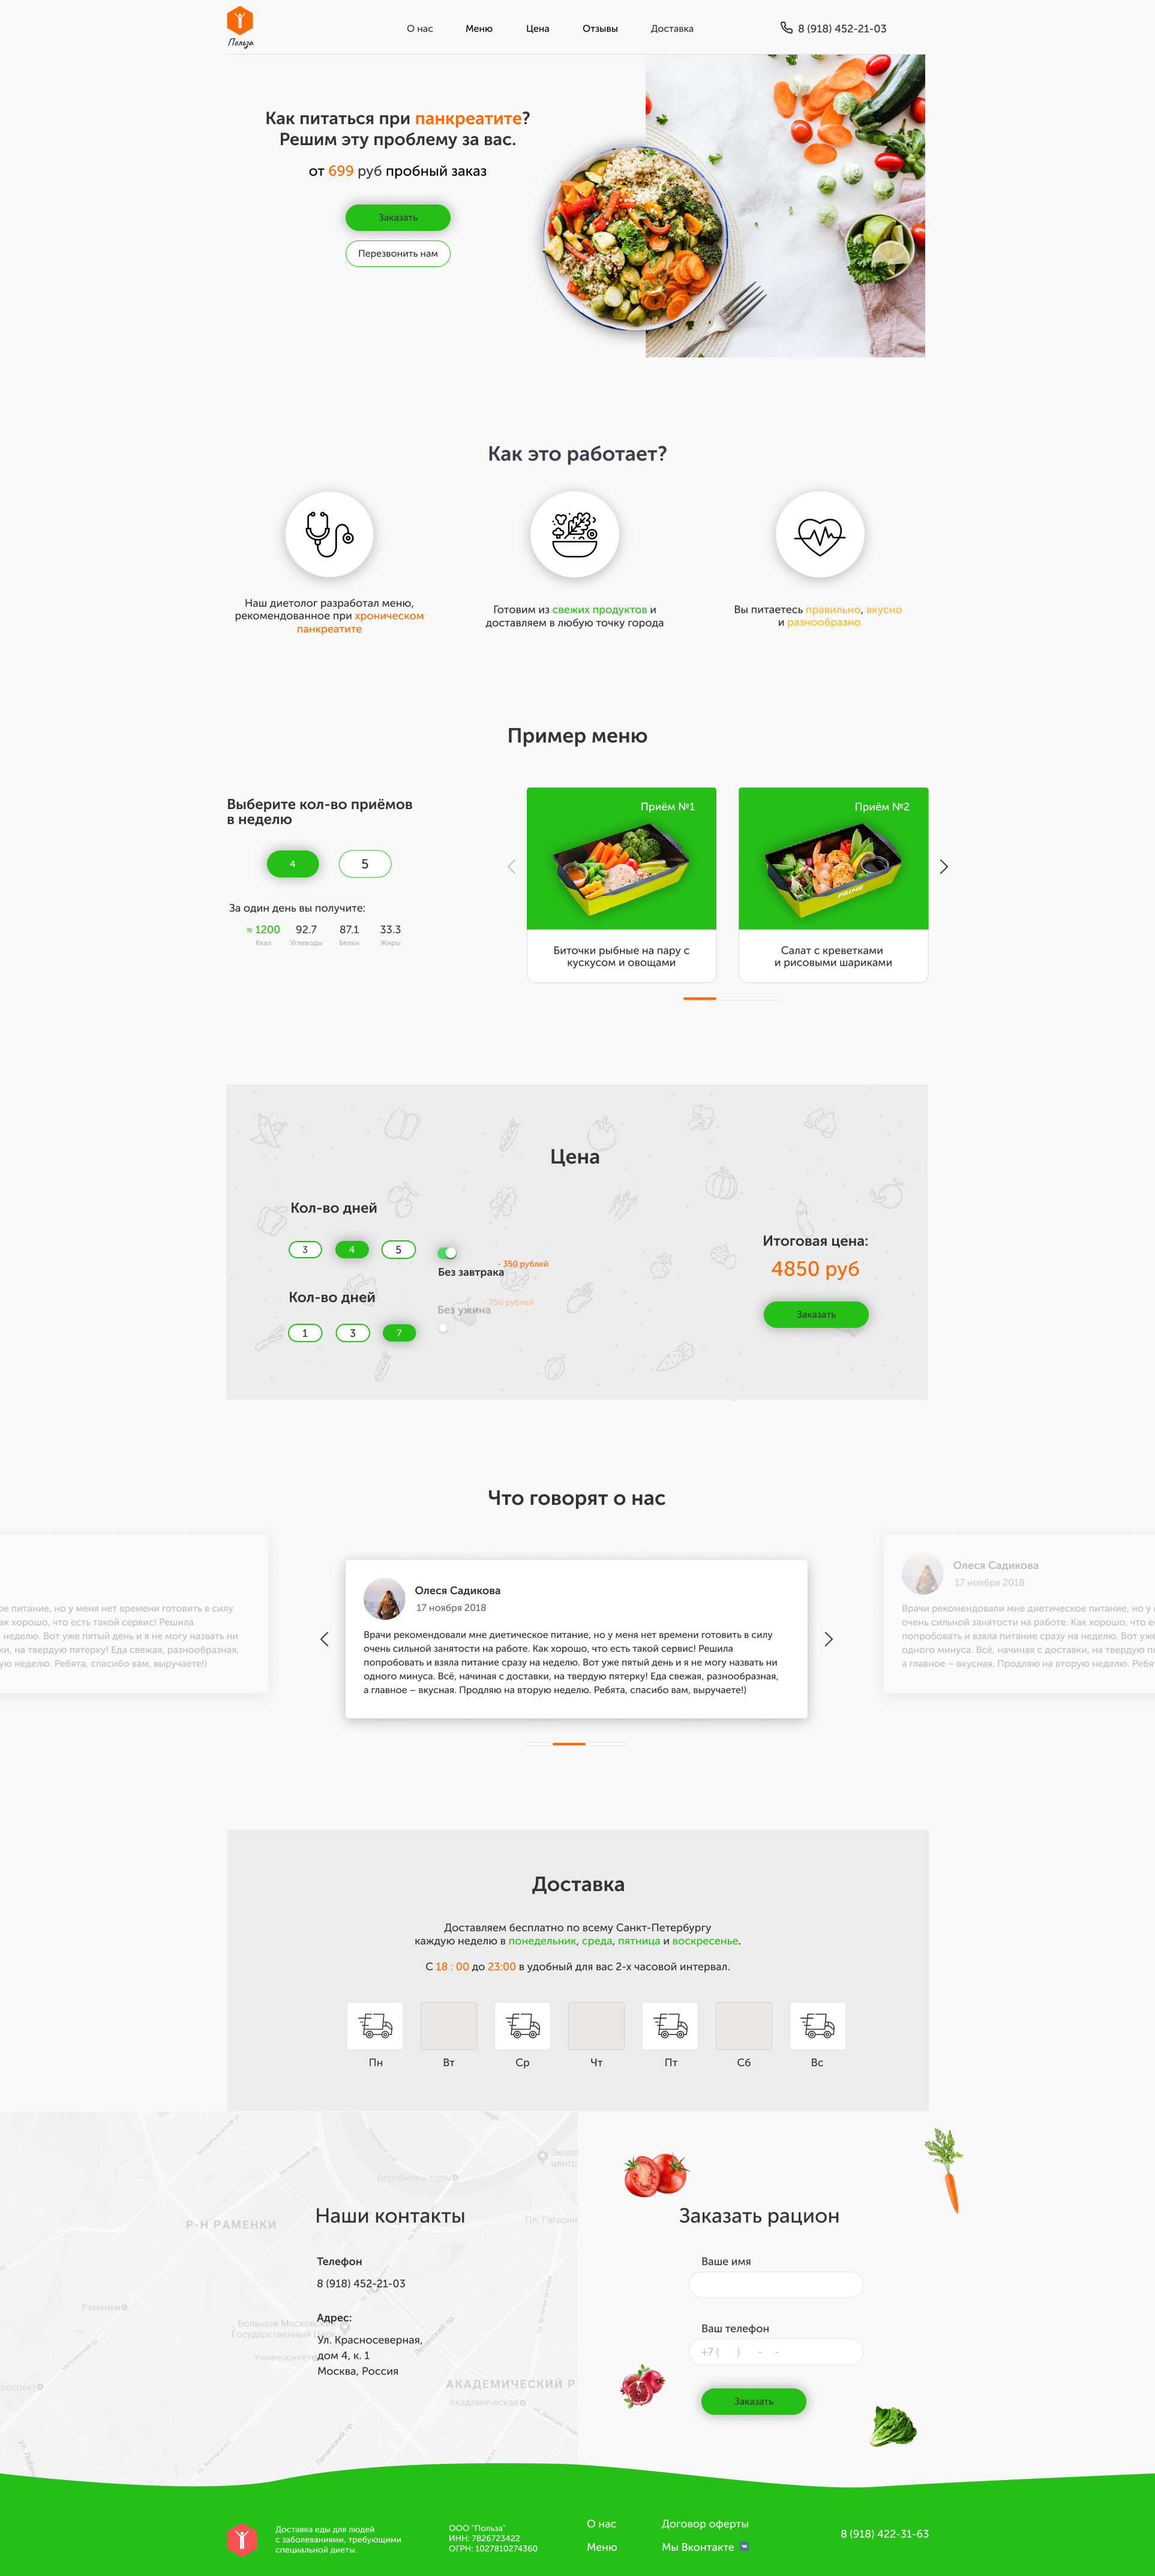 Польза
О нас
Меню
Цена
Отзывы
Доставка
8 (918) 452-21-03
Как питаться при панкреатите?
Решим эту проблему за вас.
от 699 руб пробный заказ
Заказать
Перезвонить нам
Как это работает?
Наш диетолог разработал меню,
рекомендованное при хроническом
панкреатите
Готовим из свежих продуктов и
доставляем в любую точку города
Вы питаетесь правильно, вкусно
и разнообразно
Пример меню
Выберите кол-во приёмов
в неделю
4
5
За один день вы получите:
≈ 1200
92.7
87.1
33.3
Ккал
Углеводы
Белки
Жиры
Приём №1
Биточки рыбные на пару с
кускусом и овощами
Приём №2
PRIME
Салат с креветками
и рисовыми шариками
Цена
Кол-во дней
3
4
5
Кол-во дней
1
3
7
- 350 рублей
Без завтрака
- 750 рублей
Без ужина
Итоговая цена:
4850 руб
Заказать
Что говорят о нас
ое питание, но у меня нет времени готовить в силу
ак хорошо, что есть такой сервис! Решила
неделю. Вот уже пятый день и я не могу назвать ни
ки, на твердую пятерку! Еда свежая, разнообразная,
ую неделю. Ребята, спасибо вам, выручаете!)
Олеся Садикова
17 ноября 2018
Врачи рекомендовали мне диетическое питание, но у меня нет времени готовить в силу
очень сильной занятости на работе. Как хорошо, что есть такой сервис! Решила
попробовать и взяла питание сразу на неделю. Вот уже пятый день и я не могу назвать ни
одного минуса. Всё, начиная с доставки, на твердую пятерку! Еда свежая, разнообразная,
а главное – вкусная. Продляю на вторую неделю. Ребята, спасибо вам, выручаете!)
Олеся Садикова
17 ноября 2018
Врачи рекомендовали мне диетическое питание, но у
очень сильной занятости на работе. Как хорошо, что е
попробовать и взяла питание сразу на неделю. Вот уже
одного минуса. Всё, начиная с доставки, на твердую п
а главное – вкусная. Продляю на вторую неделю. Ребя
Доставка
Доставляем бесплатно по всему Санкт-Петербургу
каждую неделю в понедельник, среда, пятница и воскресенье.
С 18 : 00 до 23:00 в удобный для вас 2-х часовой интервал.
Пн
Вт
Ср
Чт
Пт
Сб
Вс
Воробьевы горы
Эколо
центр
Р-Н РАМЕНКИ
Пл. Гагарин
Раменки
Большой Московский
Государственный Цирк
Университет
роспект
АКАДЕМИЧЕСКИЙ Р-
Академическая
Ленинский пр.
Ленинский пр.
Наши контакты
Телефон
8 (918) 452-21-03
Адрес:
Ул. Красносеверная,
дом 4, к. 1
Москва, Россия
Заказать рацион
Ваше имя
Ваш телефон
+7 ( ) - -
Заказать
Доставка еды для людей
с заболеваниями, требующими
специальной диеты.
ООО "Польза"
ИНН: 7826723422
ОГРН: 1027810274360
О нас
Меню
Договор оферты
Мы Вконтакте
8 (918) 422-31-63